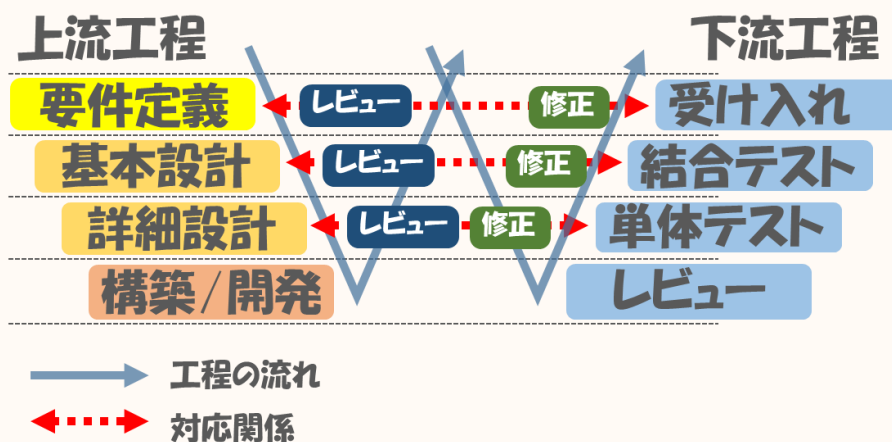 上流工程 下流工程
要件定義 レビュー 修正 受け入れ
基本設計 レビュー 修正 結合テスト
詳細設計 レビュー 修正 単体テスト
構築/開発 レビュー
工程の流れ
対応関係